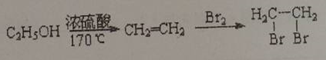 C₂H₅OH 浓硫酸 170℃ CH₂=CH₂ Br₂ H₂C—CH₂
Br Br